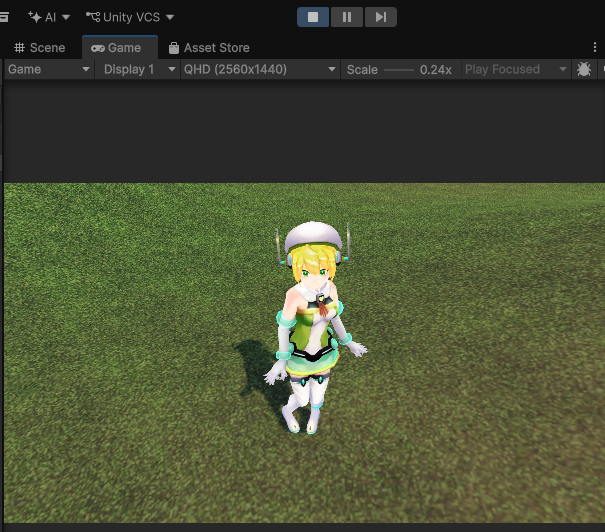 AI Unity VCS
Scene Game Asset Store
Game Display 1 QHD (2560x1440) Scale 0.24x Play Focused